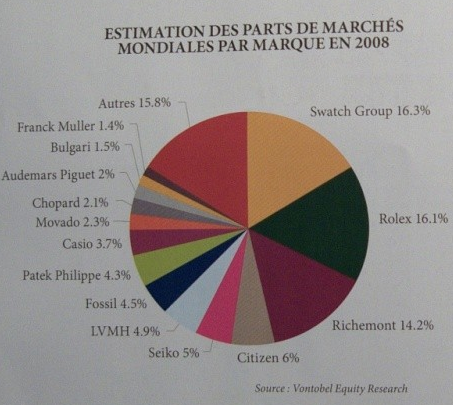 ESTIMATION DES PARTS DE MARCHÉS
MONDIALES PAR MARQUE EN 2008
Autres 15.8%
Swatch Group 16.3%
Franck Muller 1.4%
Bulgari 1.5%
Audemars Piguet 2%
Chopard 2.1%
Rolex 16.1%
Movado 2.3%
Casio 3.7%
Patek Philippe 4.3%
Fossil 4.5%
Richemont 14.2%
LVMH 4.9%
Seiko 5%
Citizen 6%
Source : Vontobel Equity Research